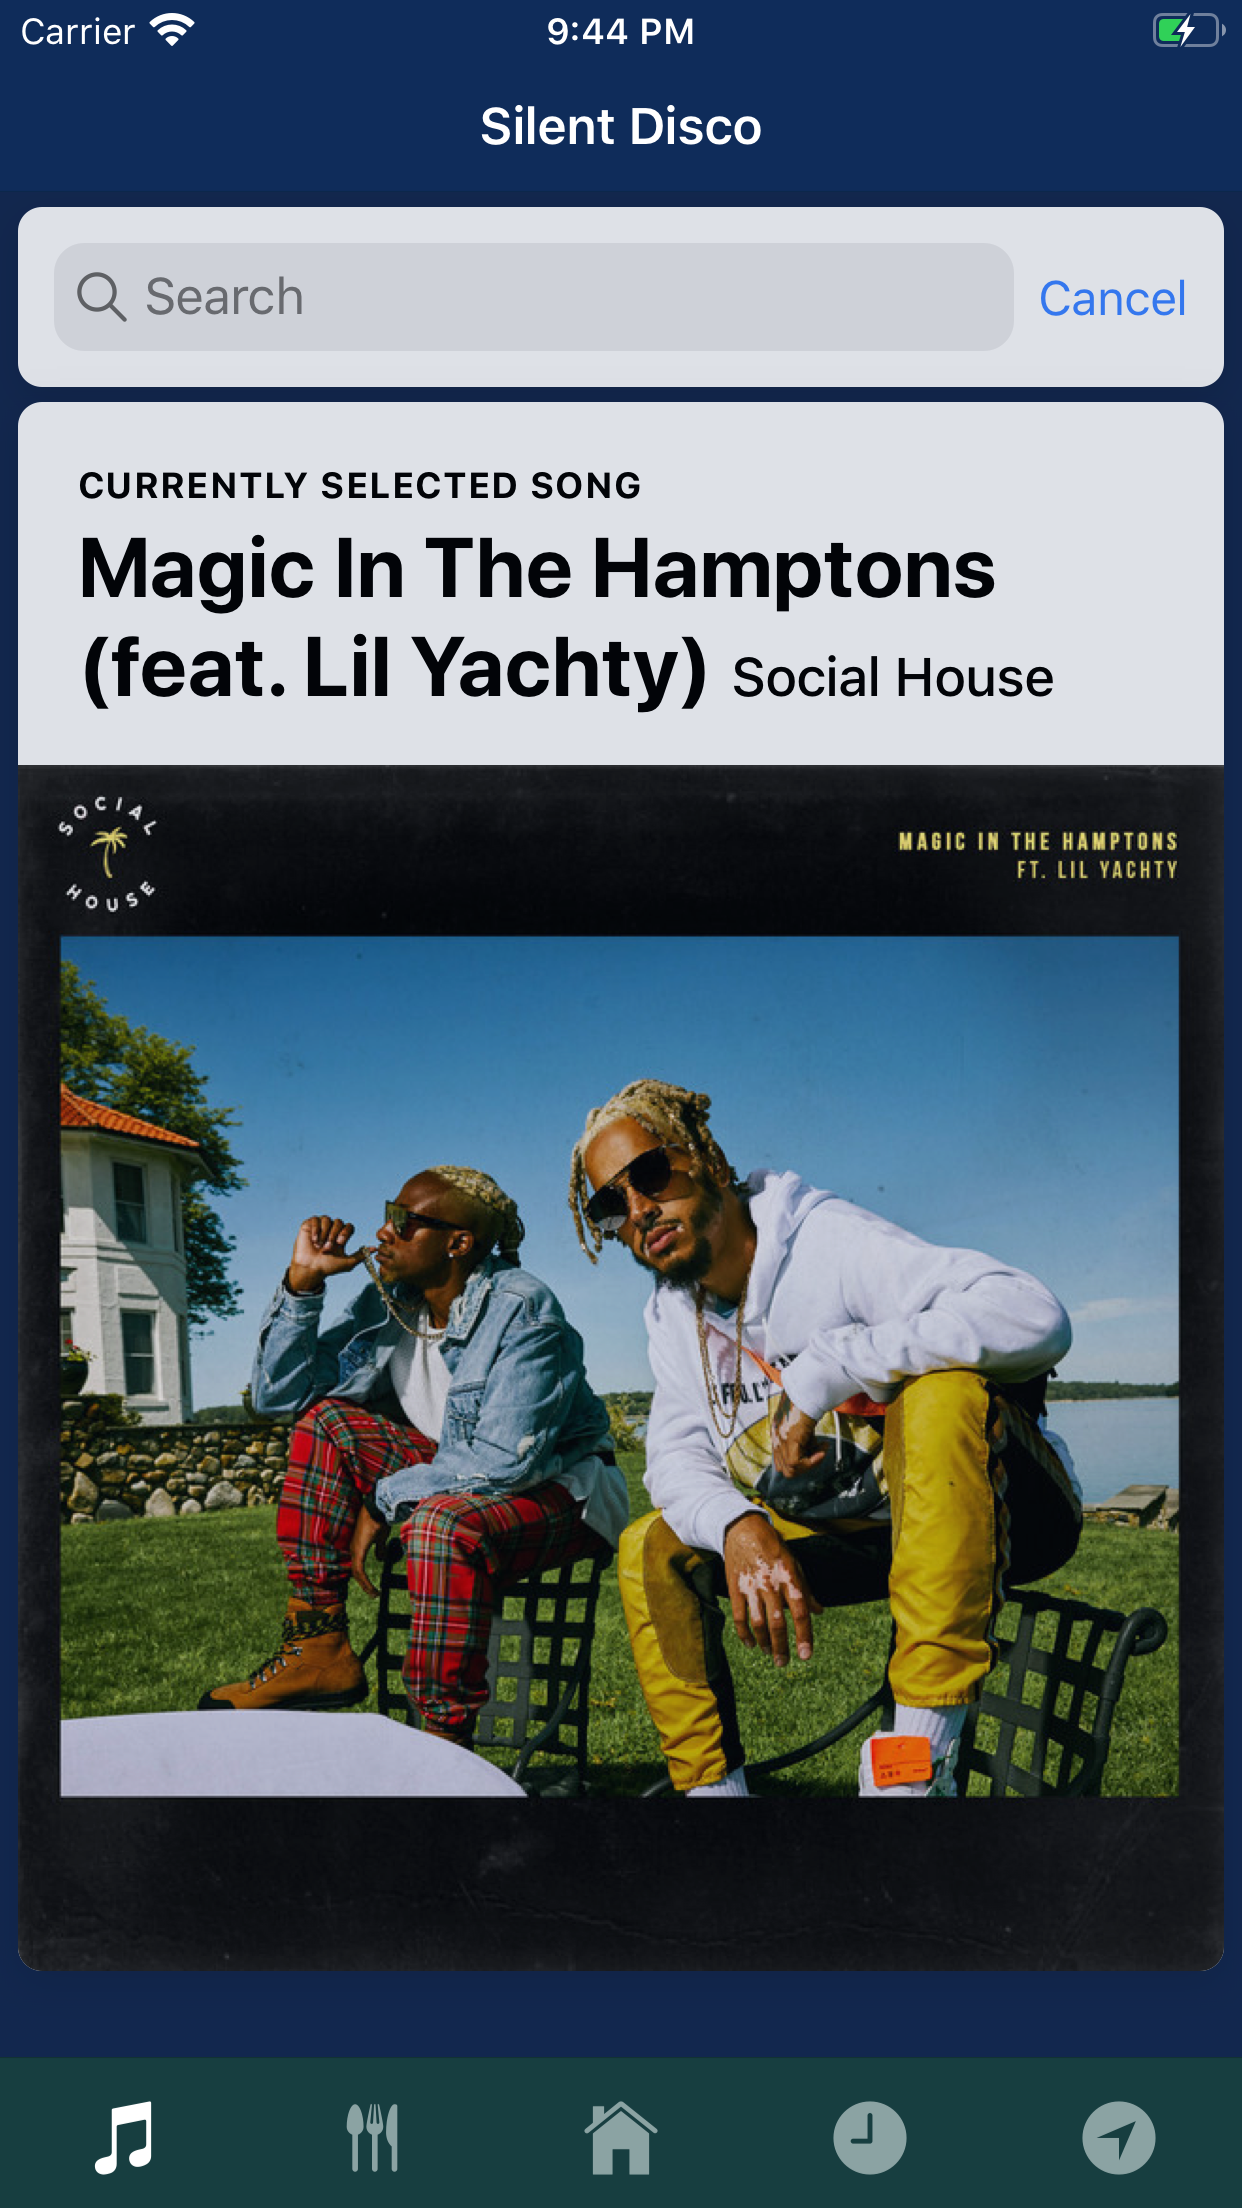 Carrier
9:44 PM
Silent Disco
Search
Cancel
CURRENTLY SELECTED SONG
Magic In The Hamptons
(feat. Lil Yachty) Social House
SOCIAL
HOUSE
MAGIC IN THE HAMPTONS
FT. LIL YACHTY